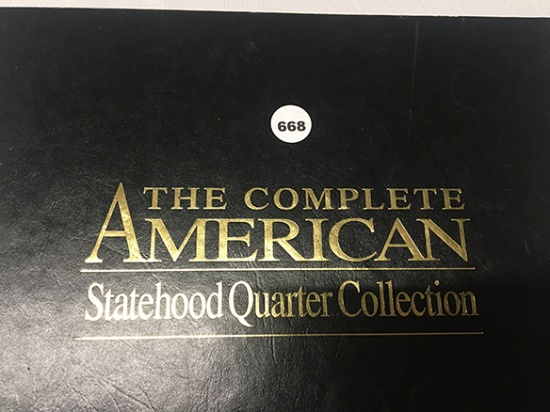 668
THE COMPLETE
AMERICAN
Statehood Quarter Collection